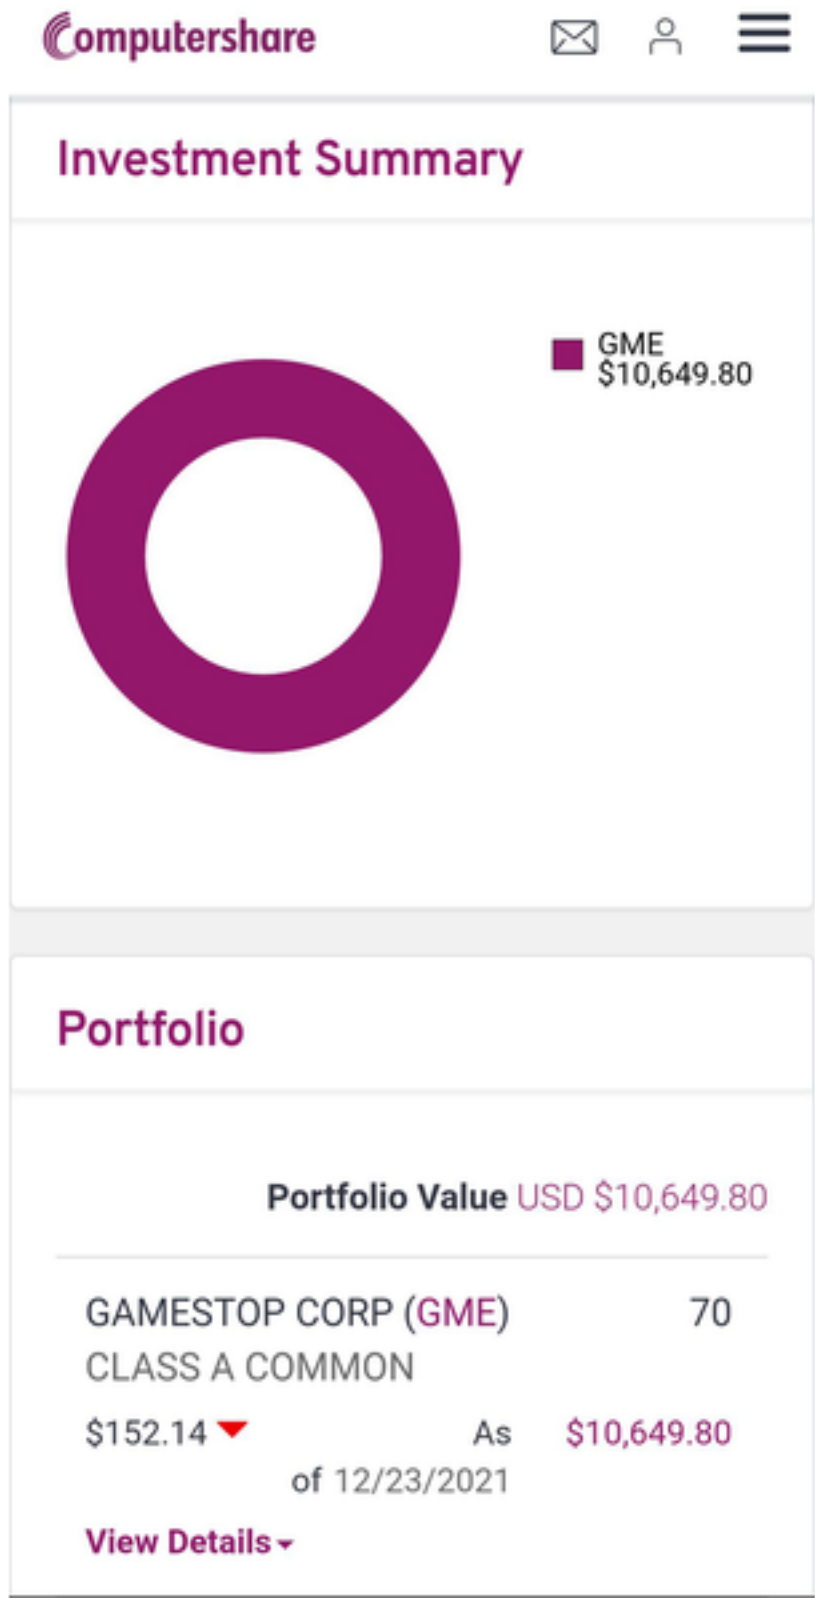 Computershare
Investment Summary
GME
$10,649.80
Portfolio
Portfolio Value USD $10,649.80
GAMESTOP CORP (GME) 70
CLASS A COMMON
$152.14 As $10,649.80
of 12/23/2021
View Details